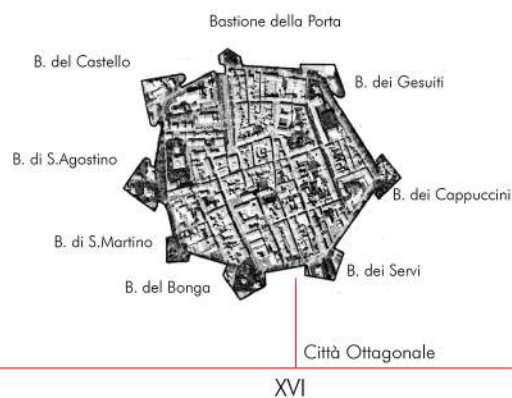 Bastione della Porta
B. del Castello
B. dei Gesuiti
B. di S.Agostino
B. dei Cappuccini
B. di S.Martino
B. dei Servi
B. del Bonga
Città Ottagonale
XVI